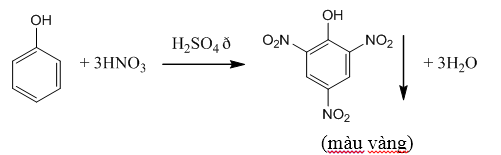 OH
+ 3HNO₃
H₂SO₄ đ
OH
O₂N
NO₂
NO₂
+ 3H₂O
(màu vàng)